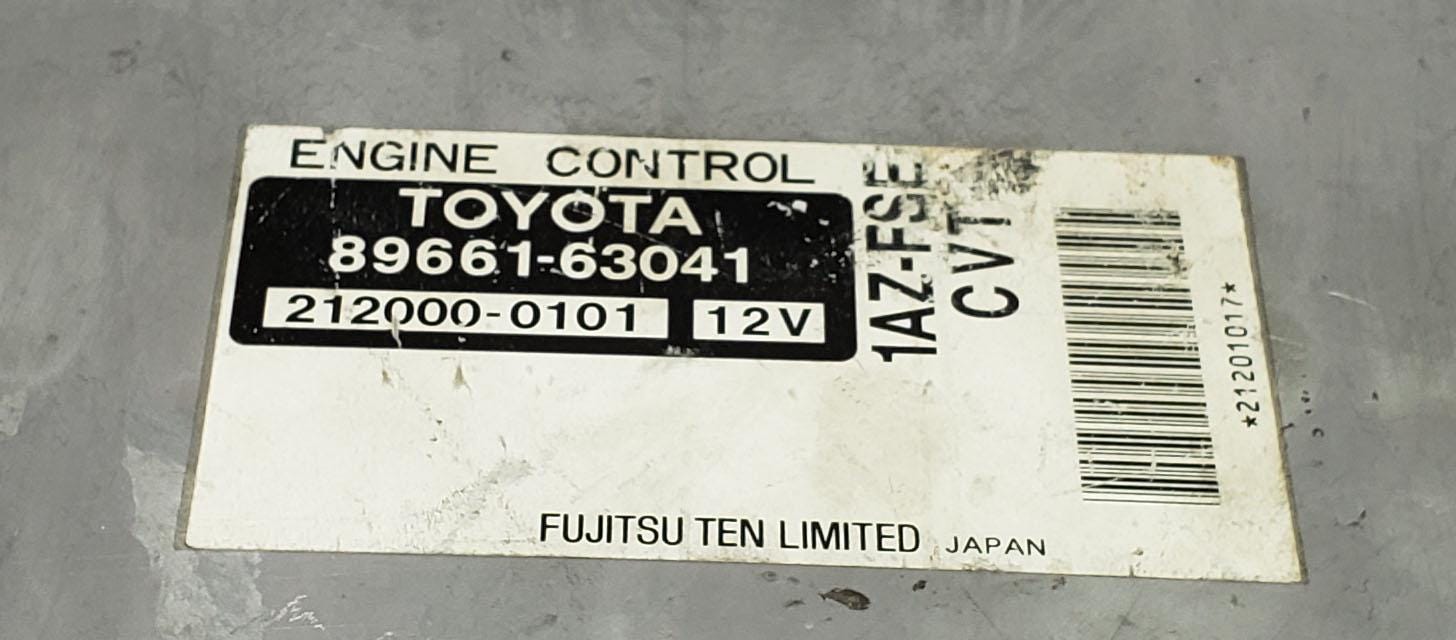 ENGINE CONTROL
TOYOTA
89661-63041
212000-0101 12V
1AZ-FSE
CVT
*21201017*
FUJITSU TEN LIMITED JAPAN